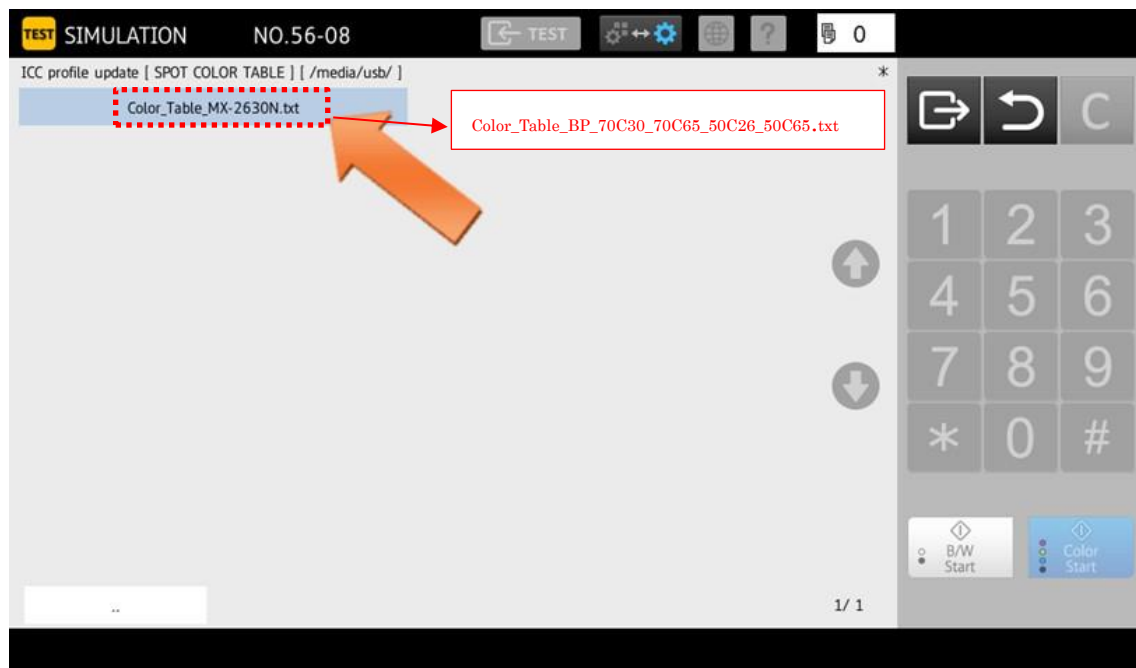 TEST SIMULATION NO.56-08 TEST ? 0
ICC profile update [ SPOT COLOR TABLE ] [ /media/usb/ ] *
Color_Table_MX-2630N.txt
Color_Table_BP_70C30_70C65_50C26_50C65.txt
C
1 2 3
4 5 6
7 8 9
* 0 #
B/W
Start
Color
Start
..
1/ 1